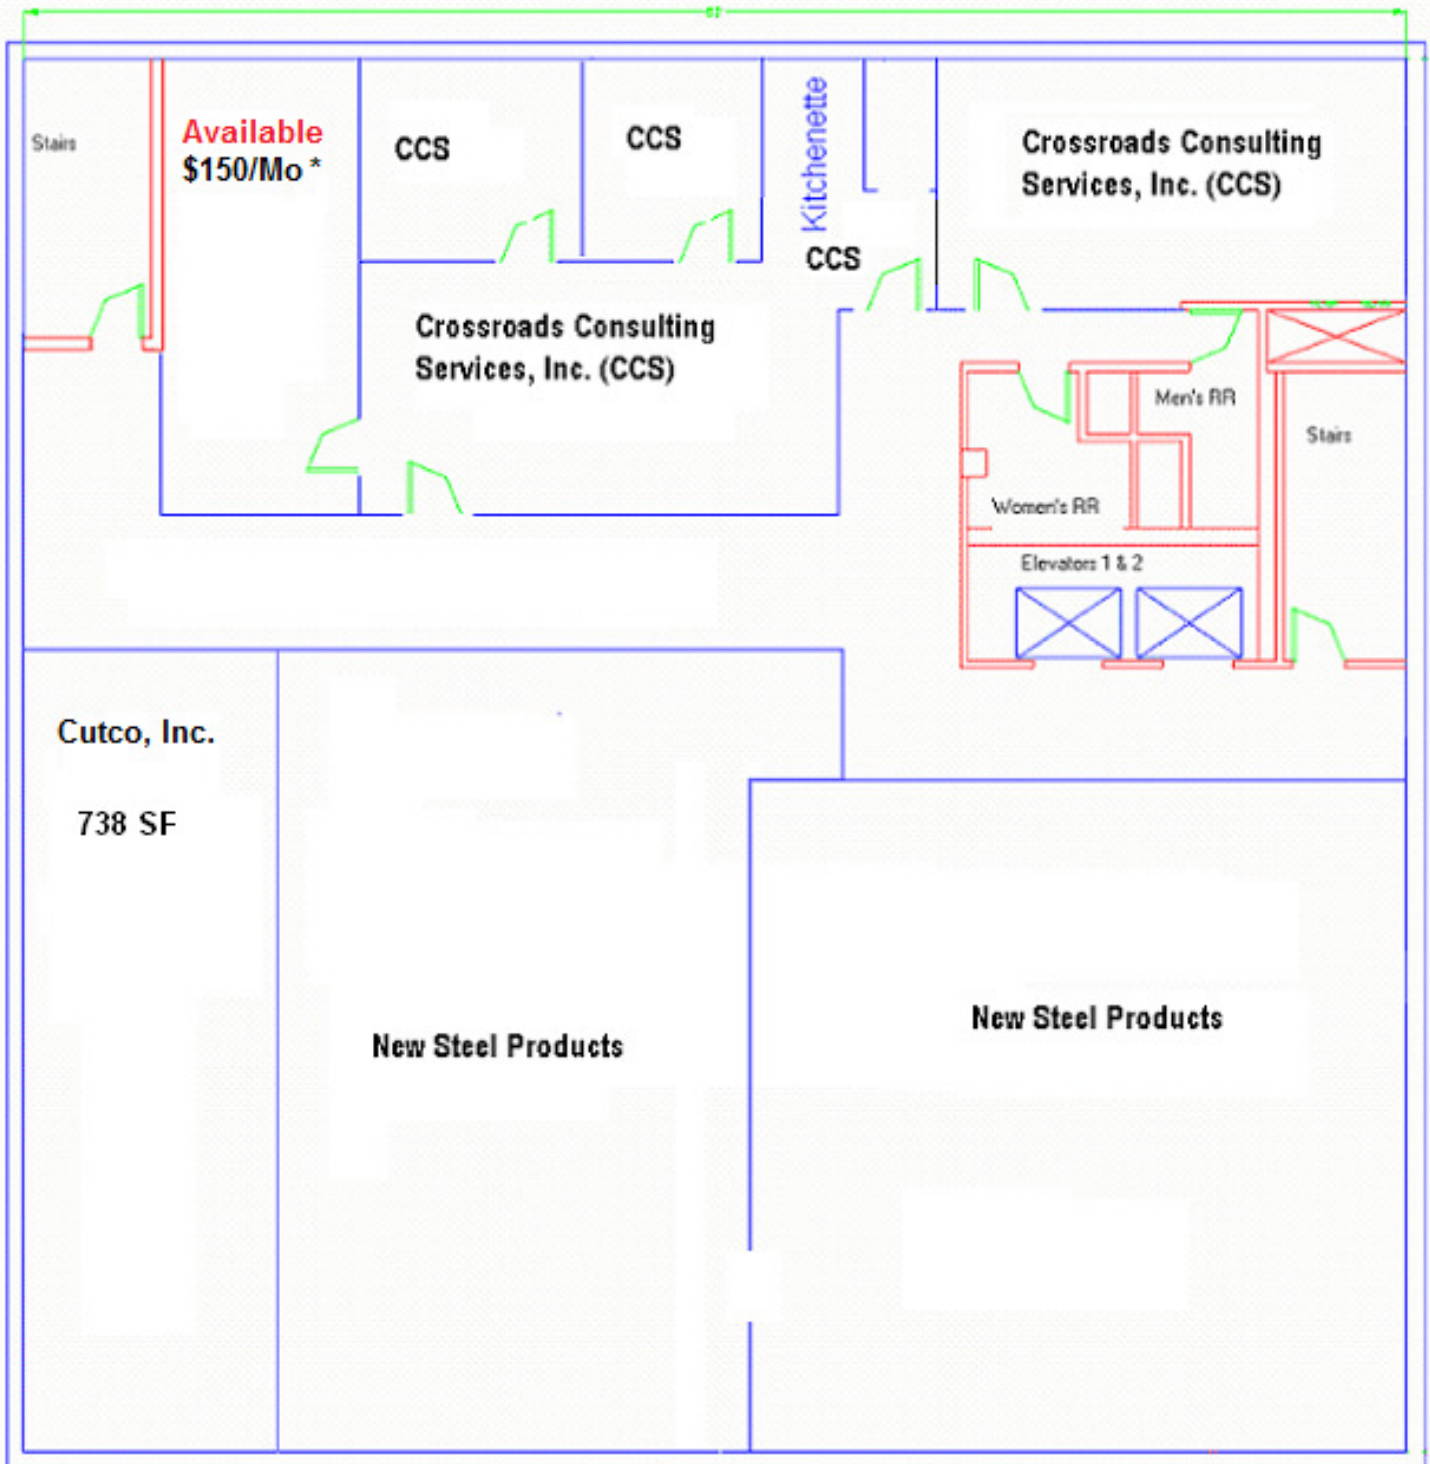 Stairs
Available
$150/Mo *
CCS
CCS
Kitchenette
CCS
Crossroads Consulting
Services, Inc. (CCS)
Crossroads Consulting
Services, Inc. (CCS)
Men's RR
Stairs
Women's RR
Elevators 1 & 2
Cutco, Inc.
738 SF
New Steel Products
New Steel Products